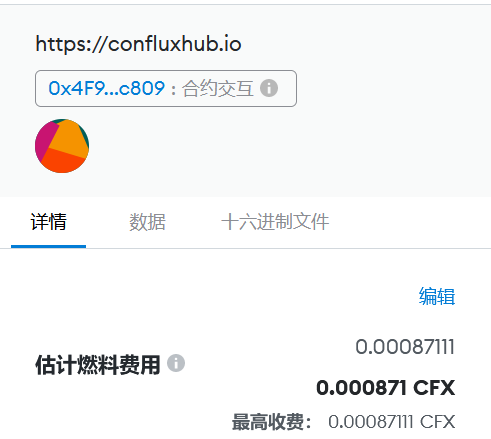 https://confluxhub.io
0x4F9...c809 : 合约交互
详情 数据 十六进制文件
编辑
0.00087111
估计燃料费用
0.000871 CFX
最高收费： 0.00087111 CFX